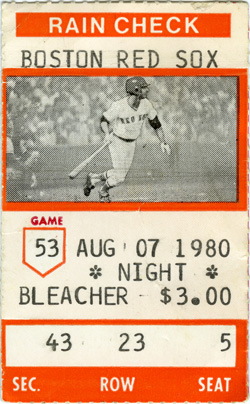 RAIN CHECK
BOSTON RED SOX
RED SOX
GAME
53 AUG 07 1980
* NIGHT *
BLEACHER - $3.00
43 23 5
SEC. ROW SEAT